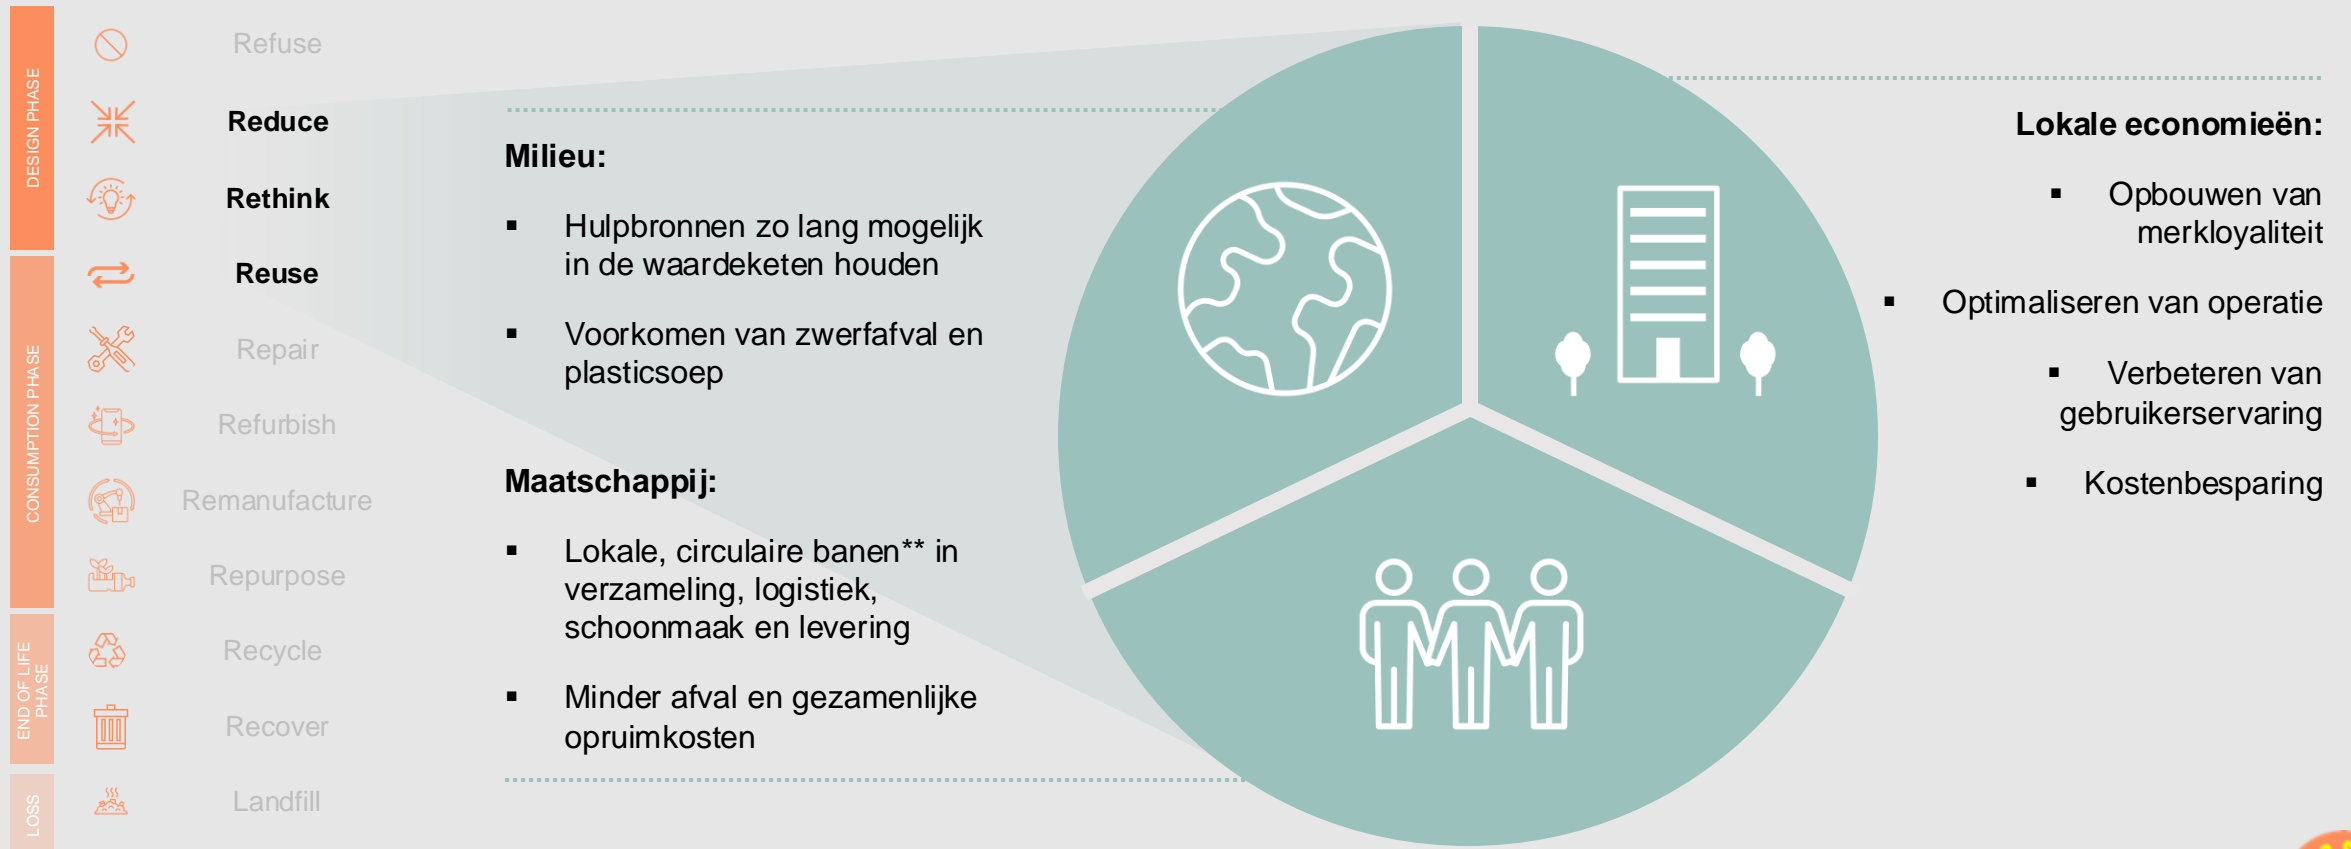 DESIGN PHASE
Refuse
Reduce
Rethink
CONSUMPTION PHASE
Reuse
Repair
Refurbish
Remanufacture
Repurpose
END OF LIFE
PHASE
Recycle
Recover
LOSS
Landfill
Milieu:
▪ Hulpbronnen zo lang mogelijk
in de waardeketen houden
▪ Voorkomen van zwerfafval en
plasticsoep
Maatschappij:
▪ Lokale, circulaire banen** in
verzameling, logistiek,
schoonmaak en levering
▪ Minder afval en gezamenlijke
opruimkosten
Lokale economieën:
▪ Opbouwen van
merkloyaliteit
▪ Optimaliseren van operatie
▪ Verbeteren van
gebruikerservaring
▪ Kostenbesparing